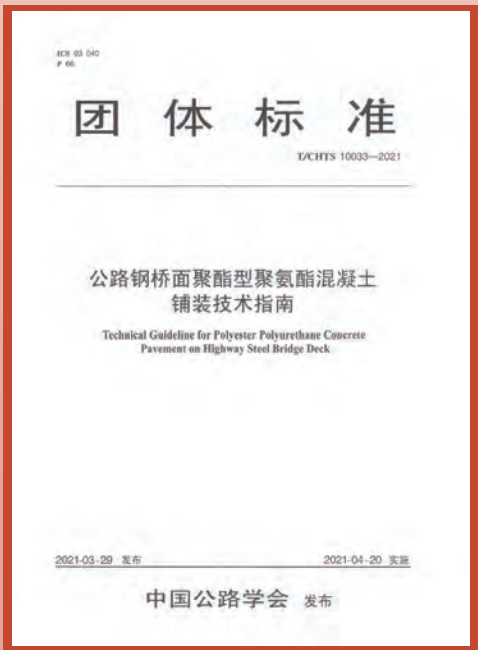 ICS 03 040
P 66
团体标准
T/CHTS 10033—2021
公路钢桥面聚酯型聚氨酯混凝土
铺装技术指南
Technical Guideline for Polyester Polyurethane Concrete
Pavement on Highway Steel Bridge Deck
2021-03-29 发布
2021-04-20 实施
中国公路学会 发布